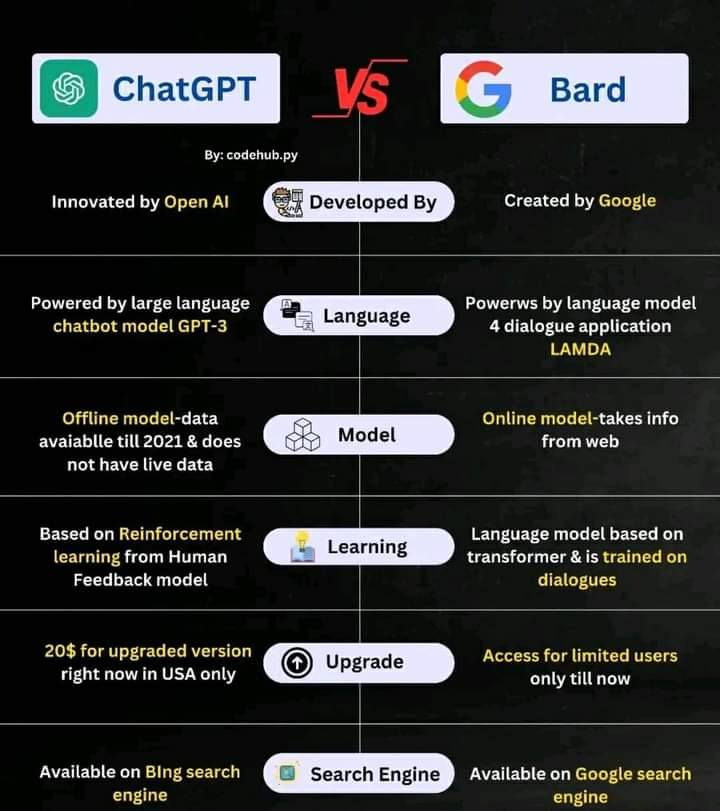 ChatGPT
VS
Bard
By: codehub.py
Innovated by Open AI
Developed By
Created by Google
Powered by large language
chatbot model GPT-3
Language
Powerws by language model
4 dialogue application
LAMDA
Offline model-data
avaiablle till 2021 & does
not have live data
Model
Online model-takes info
from web
Based on Reinforcement
learning from Human
Feedback model
Learning
Language model based on
transformer & is trained on
dialogues
20$ for upgraded version
right now in USA only
Upgrade
Access for limited users
only till now
Available on BIng search
engine
Search Engine
Available on Google search
engine